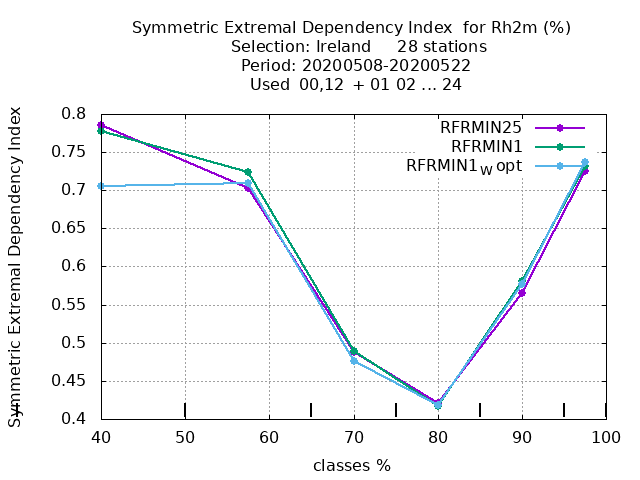 Symmetric Extremal Dependency Index for Rh2m (%)
Selection: Ireland 28 stations
Period: 20200508-20200522
Used 00,12 + 01 02 ... 24
Symmetric Extremal Dependency Index
0.8
0.75
0.7
0.65
0.6
0.55
0.5
0.45
0.4
RFRMIN25
RFRMIN1
RFRMIN1W opt
40 50 60 70 80 90 100
classes %